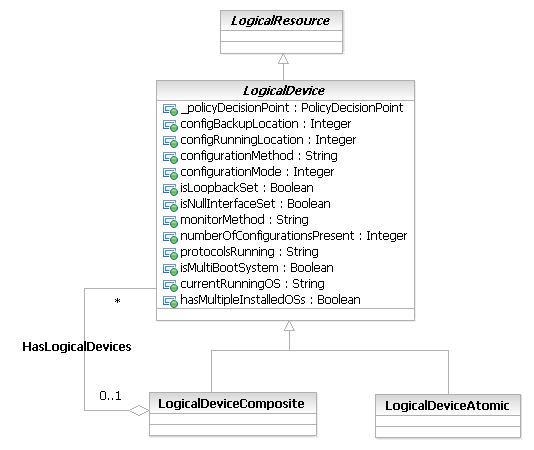 LogicalResource
LogicalDevice
_policyDecisionPoint : PolicyDecisionPoint
configBackupLocation : Integer
configRunningLocation : Integer
configurationMethod : String
configurationMode : Integer
isLoopbackSet : Boolean
isNullInterfaceSet : Boolean
monitorMethod : String
numberOfConfigurationsPresent : Integer
protocolsRunning : String
isMultiBootSystem : Boolean
currentRunningOS : String
hasMultipleInstalledOSs : Boolean
*
HasLogicalDevices
0..1
LogicalDeviceComposite
LogicalDeviceAtomic